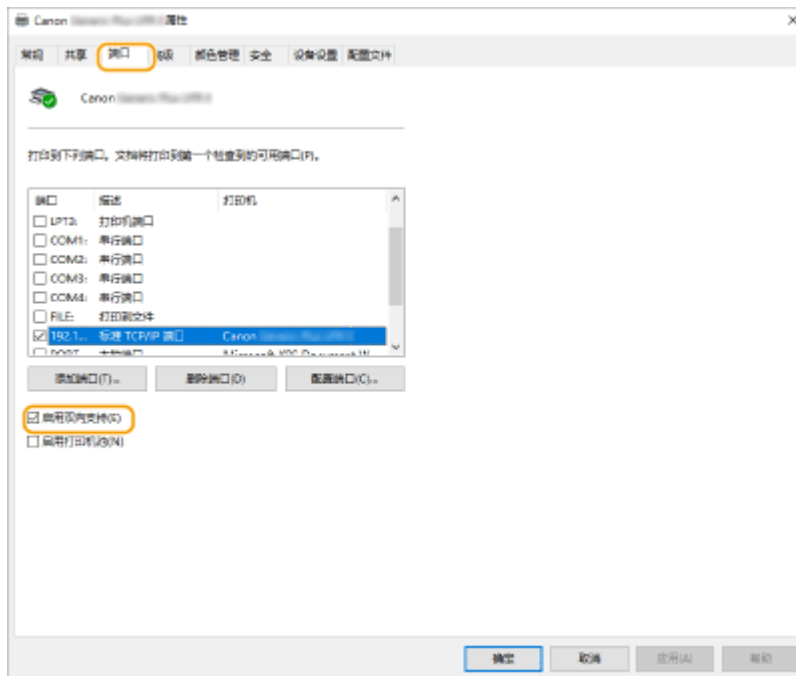 Canon 属性
常规 共享 端口 高级 颜色管理 安全 设备设置 配置文件
Canon
打印到下列端口。文档将打印到第一个检查到的可用端口(P)。
端口 描述 打印机
LPT3: 打印机端口
COM1: 串行端口
COM2: 串行端口
COM3: 串行端口
COM4: 串行端口
FILE: 打印到文件
192.1... 标准 TCP/IP 端口 Canon
添加端口(T)... 删除端口(D) 配置端口(C)...
启用双向支持(E)
启用打印机池(N)
确定 取消 应用(A) 帮助